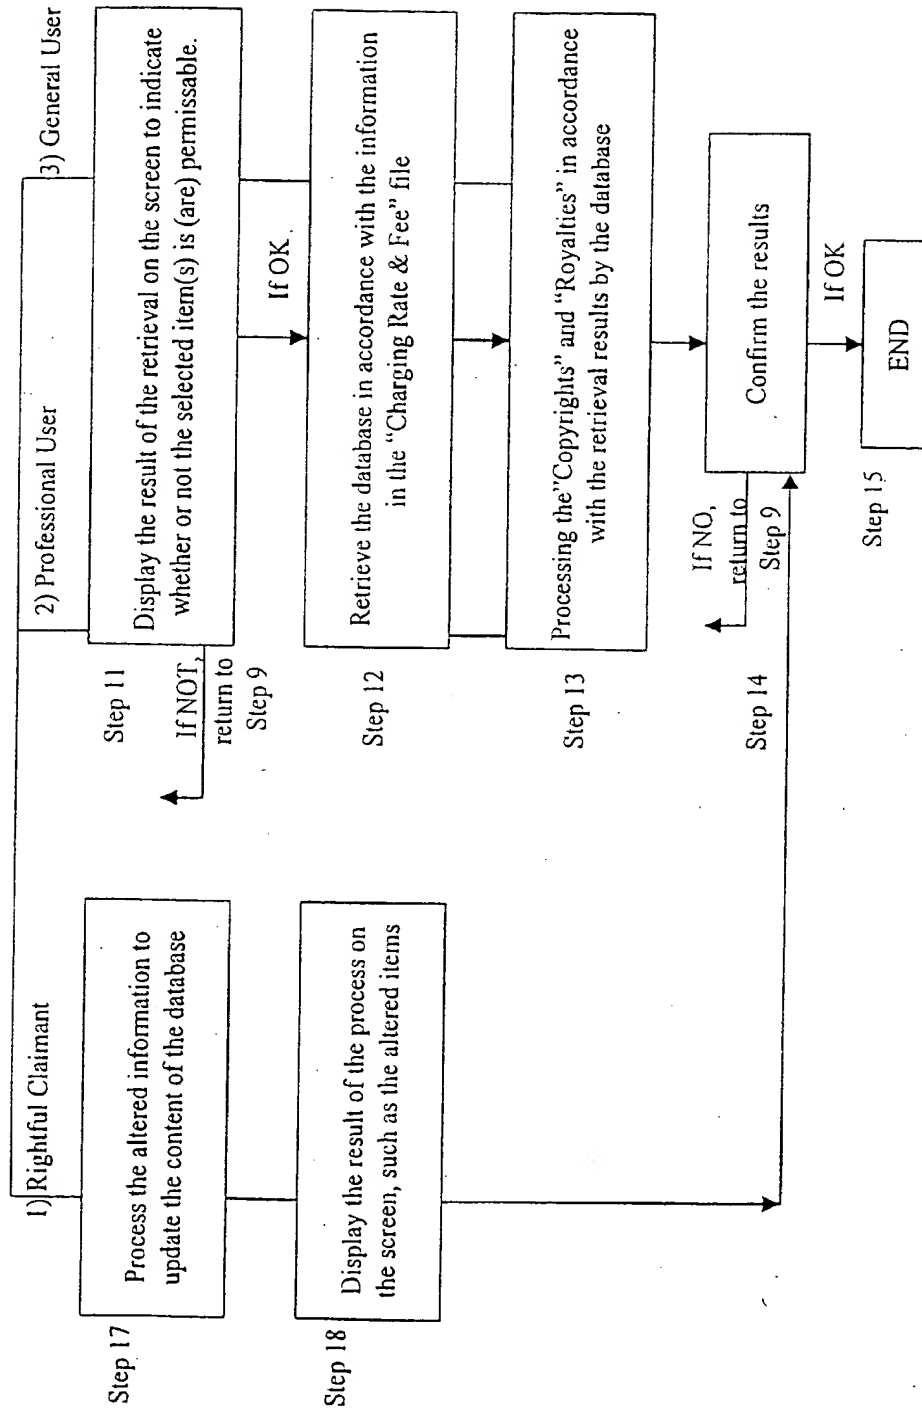 1) Rightful Claimant
2) Professional User
3) General User
Step 17
Process the altered information to
update the content of the database
Step 18
Display the result of the process on
the screen, such as the altered items
Step 11
Display the result of the retrieval on the screen to indicate
whether or not the selected item(s) is (are) permissable.
If NOT,
return to
Step 9
If OK
Step 12
Retrieve the database in accordance with the information
in the “Charging Rate & Fee” file
Step 13
Processing the”Copyrights” and “Royalties” in accordance
with the retrieval results by the database
Step 14
Confirm the results
If NO,
return to
Step 9
If OK
Step 15
END